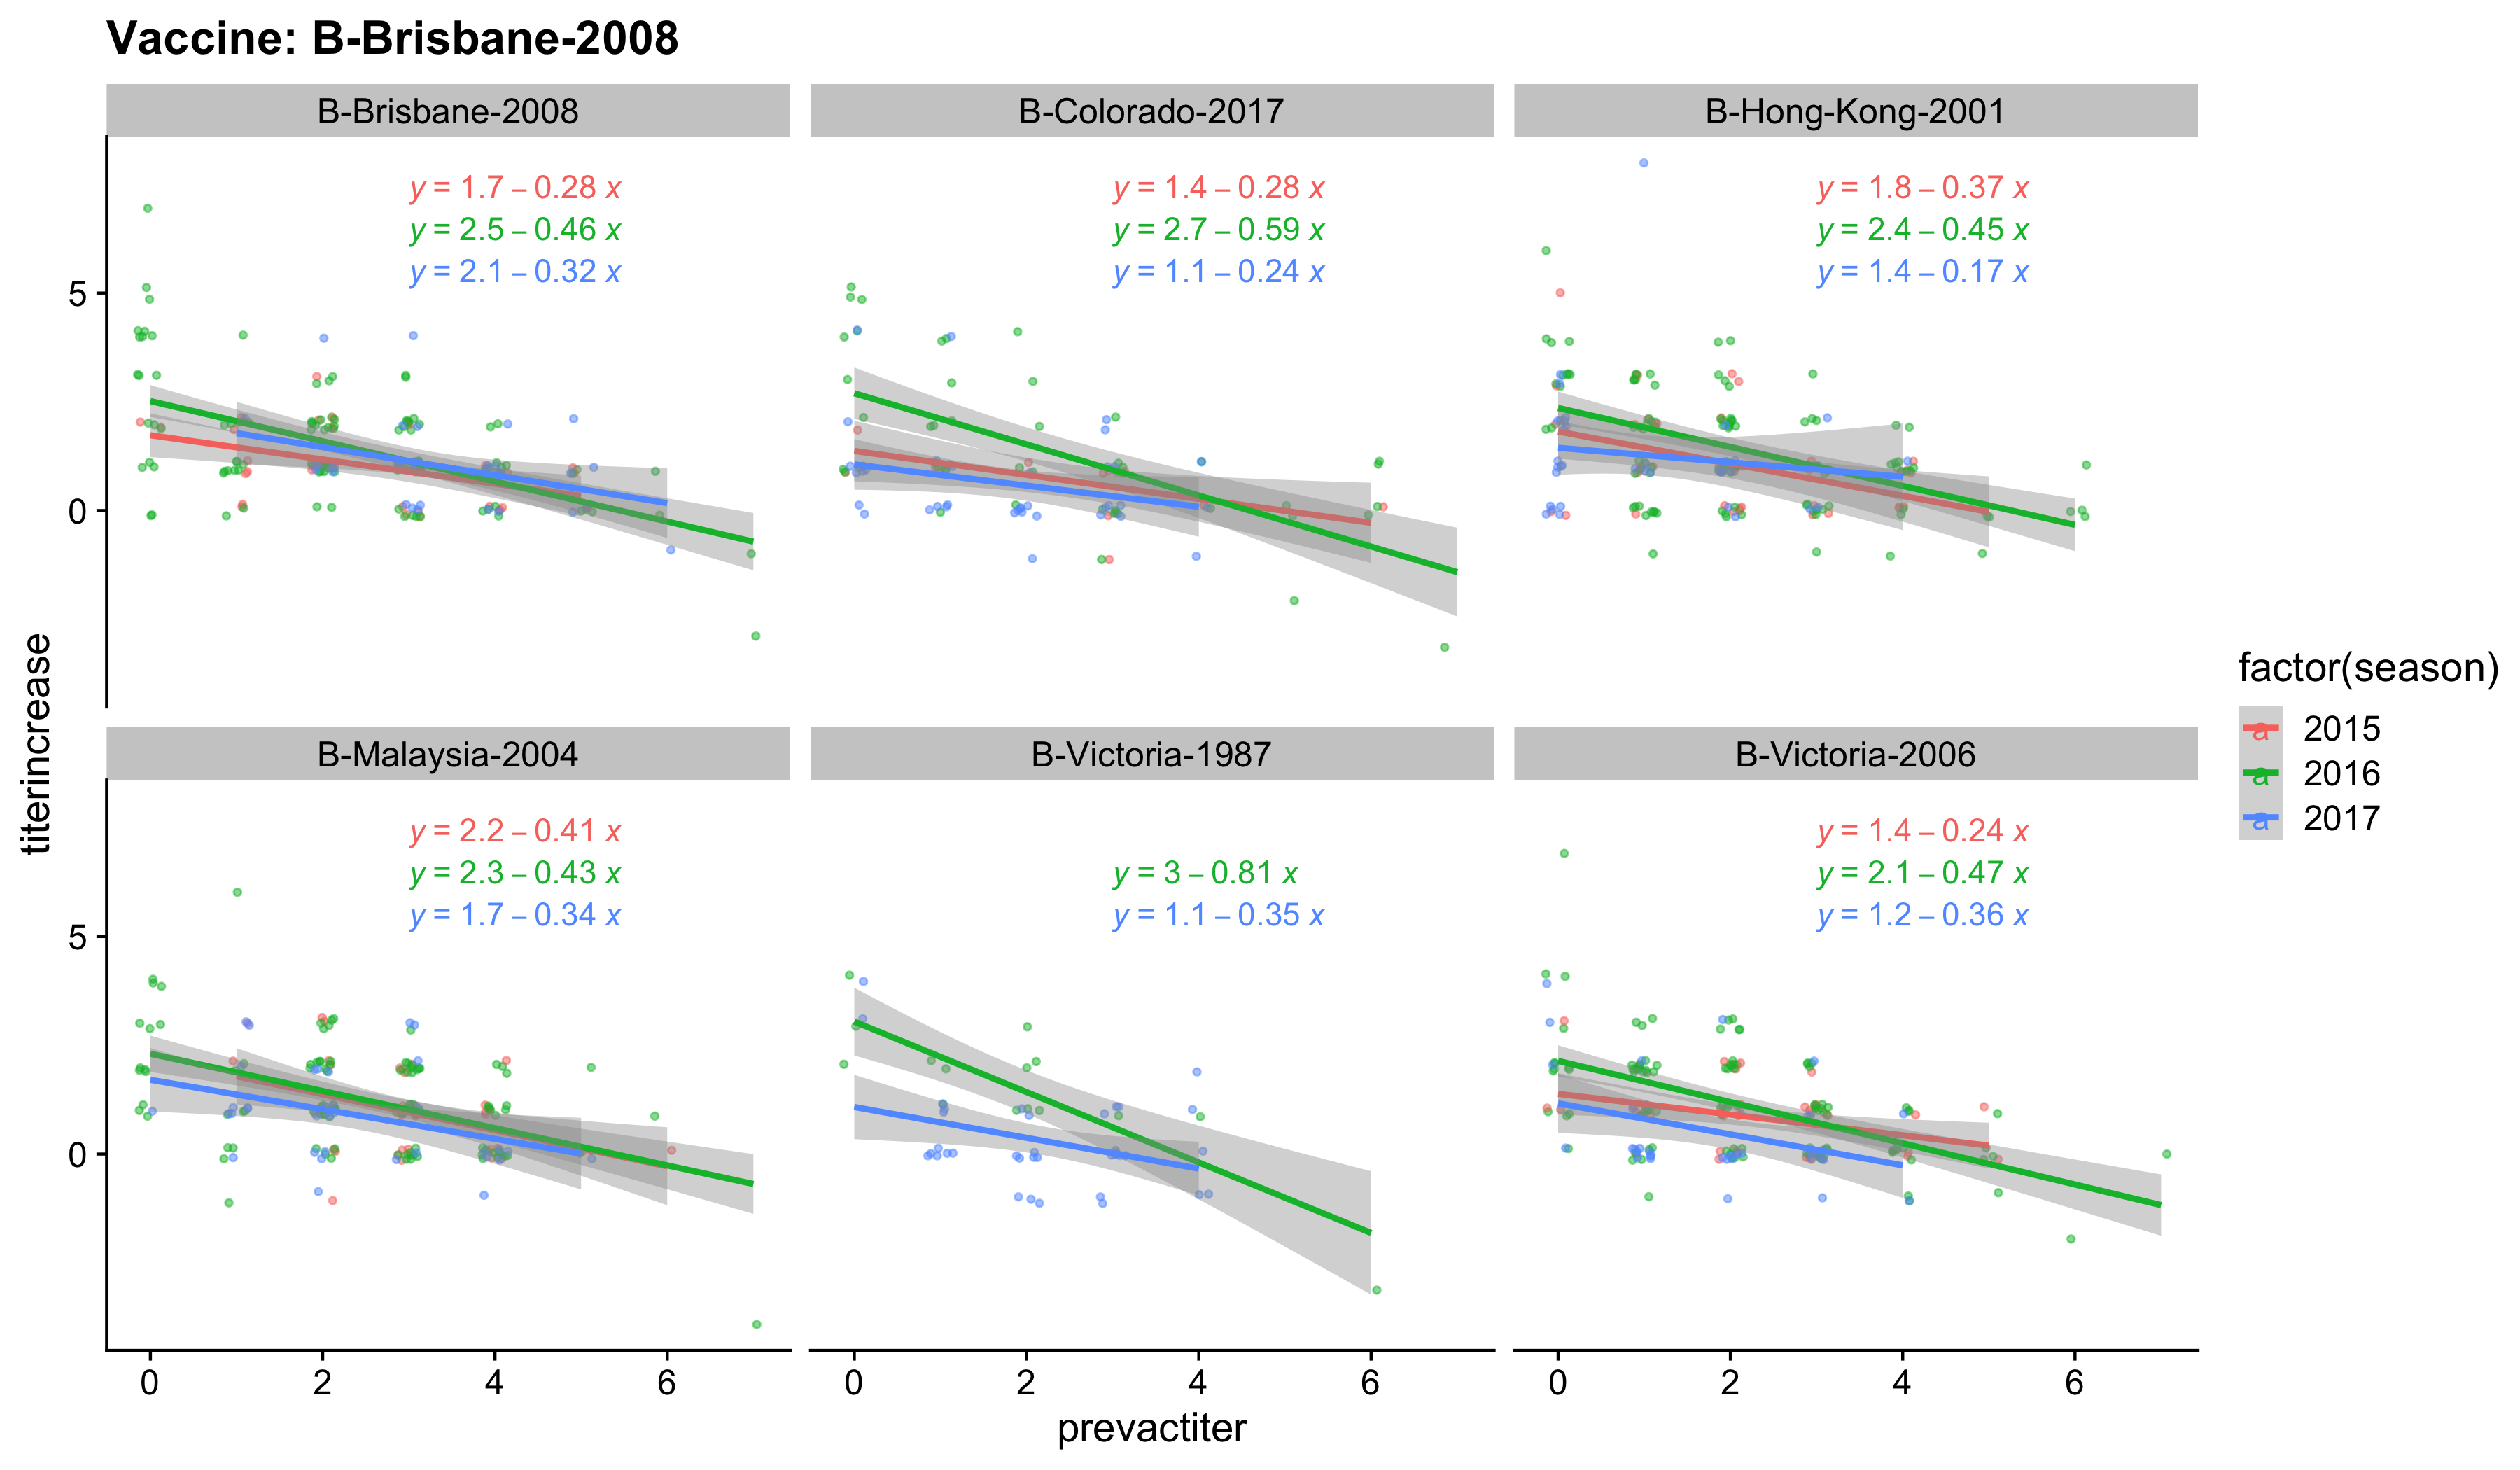 Vaccine: B-Brisbane-2008
B-Brisbane-2008
B-Colorado-2017
B-Hong-Kong-2001
y = 1.7 – 0.28 x
y = 2.5 – 0.46 x
y = 2.1 – 0.32 x
y = 1.4 – 0.28 x
y = 2.7 – 0.59 x
y = 1.1 – 0.24 x
y = 1.8 – 0.37 x
y = 2.4 – 0.45 x
y = 1.4 – 0.17 x
5
0
titerincrease
B-Malaysia-2004
B-Victoria-1987
B-Victoria-2006
y = 2.2 – 0.41 x
y = 2.3 – 0.43 x
y = 1.7 – 0.34 x
y = 3 – 0.81 x
y = 1.1 – 0.35 x
y = 1.4 – 0.24 x
y = 2.1 – 0.47 x
y = 1.2 – 0.36 x
5
0
0 2 4 6
0 2 4 6
0 2 4 6
prevactiter
factor(season)
a 2015
a 2016
a 2017